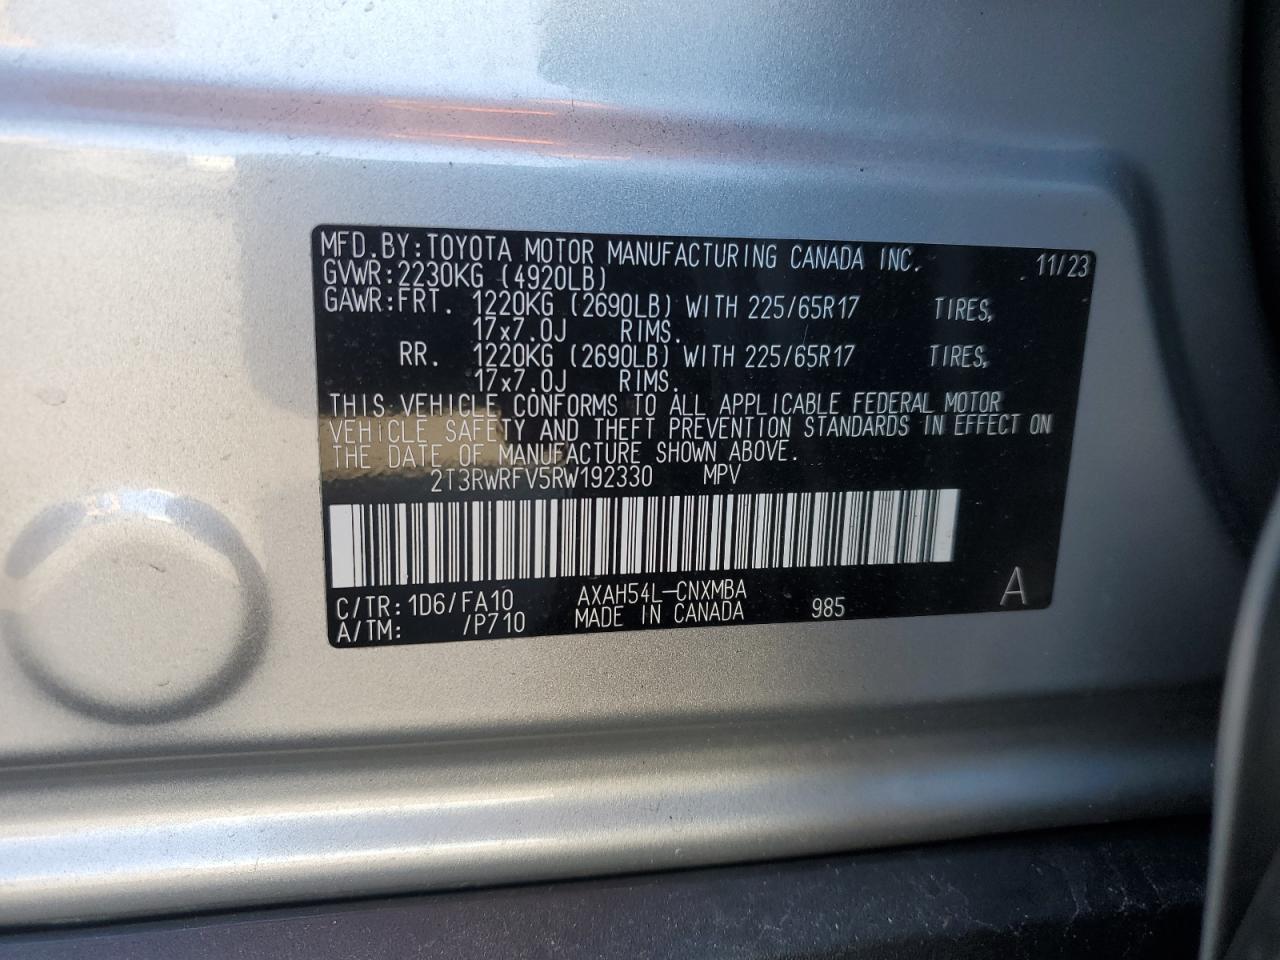 MFD.BY:TOYOTA MOTOR MANUFACTURING CANADA INC. 11/23
GVWR:2230KG (4920LB)
GAWR:FRT. 1220KG (2690LB) WITH 225/65R17 TIRES,
17x7.0J RIMS.
RR. 1220KG (2690LB) WITH 225/65R17 TIRES,
17x7.0J RIMS.
THIS VEHICLE CONFORMS TO ALL APPLICABLE FEDERAL MOTOR
VEHICLE SAFETY AND THEFT PREVENTION STANDARDS IN EFFECT ON
THE DATE OF MANUFACTURE SHOWN ABOVE.
2T3RWRFV5RW192330 MPV
C/TR:1D6/FA10 AXAH54L-CNXMBA A
A/TM: /P710 MADE IN CANADA 985